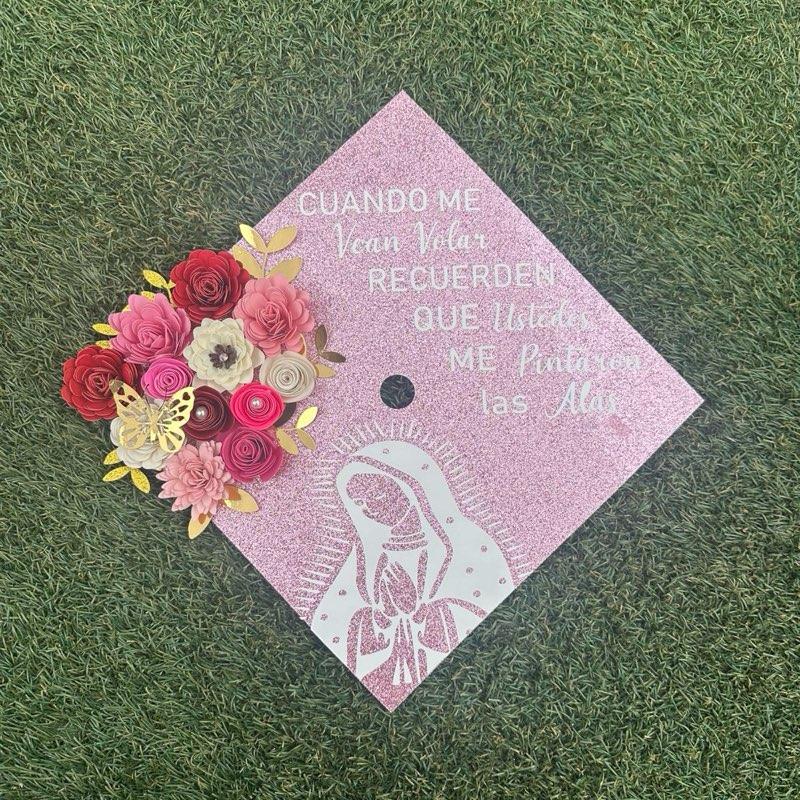 CUANDO ME
Vean Volar
RECUERDEN
QUE Ustedes
ME Pintaron
las Alas